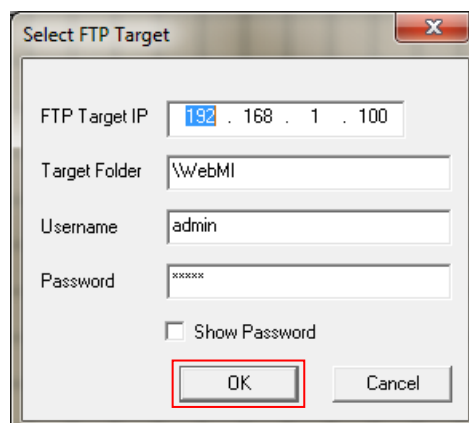 Select FTP Target
FTP Target IP 192 . 168 . 1 . 100
Target Folder \WebMI
Username admin
Password *****
Show Password
OK Cancel